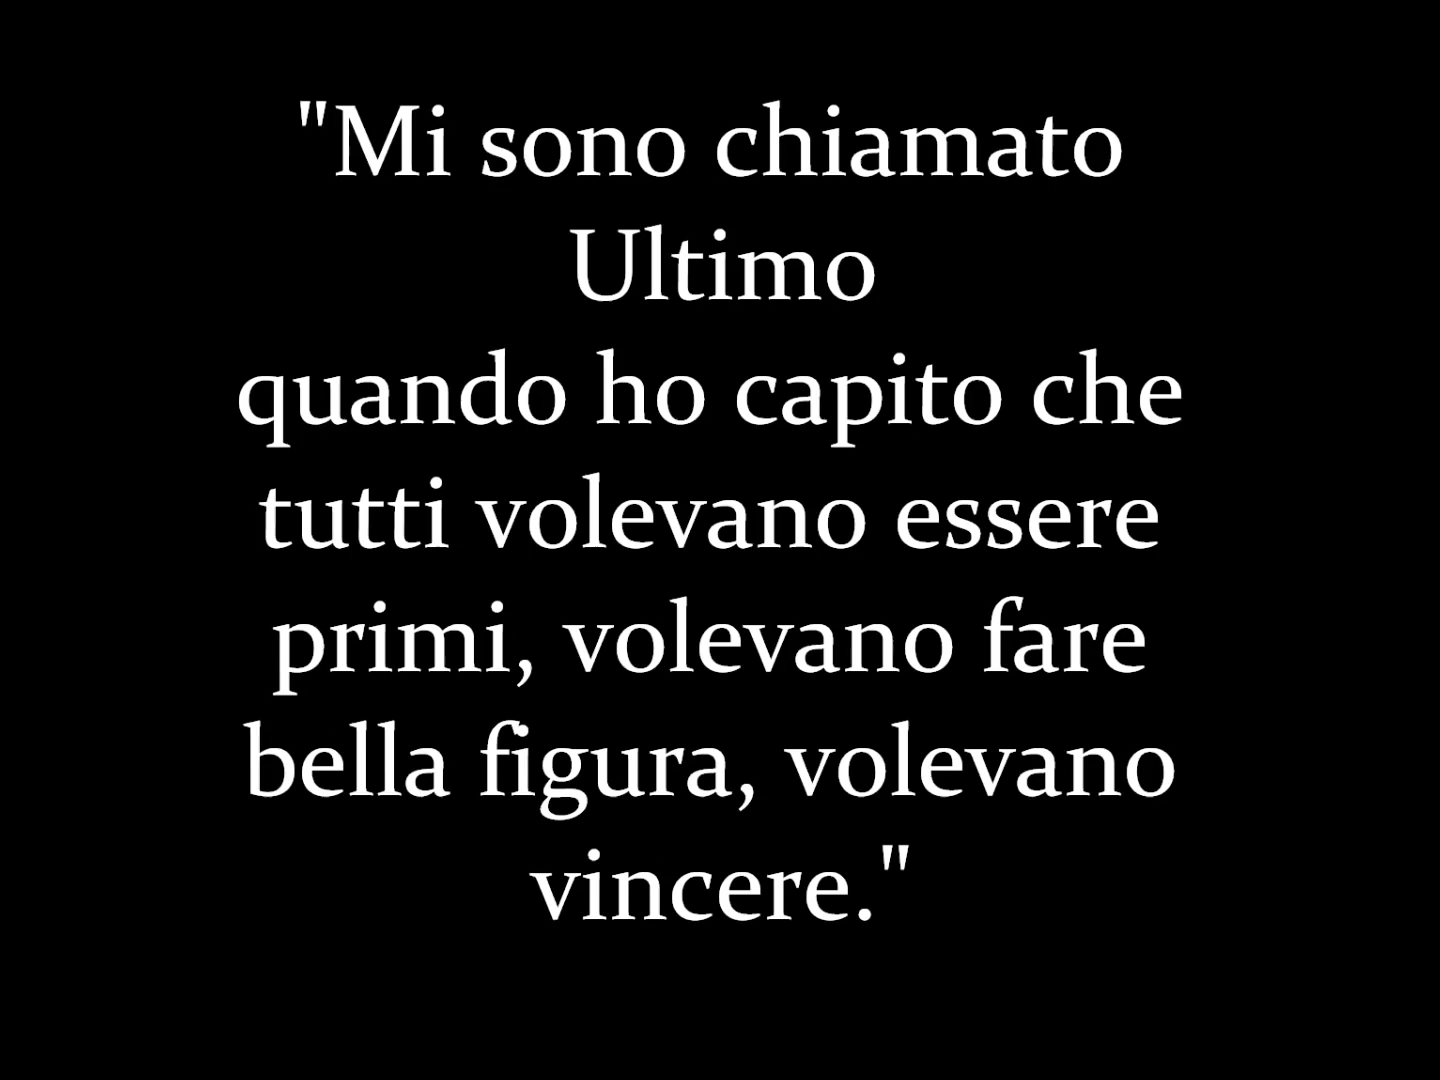 "Mi sono chiamato
Ultimo
quando ho capito che
tutti volevano essere
primi, volevano fare
bella figura, volevano
vincere."